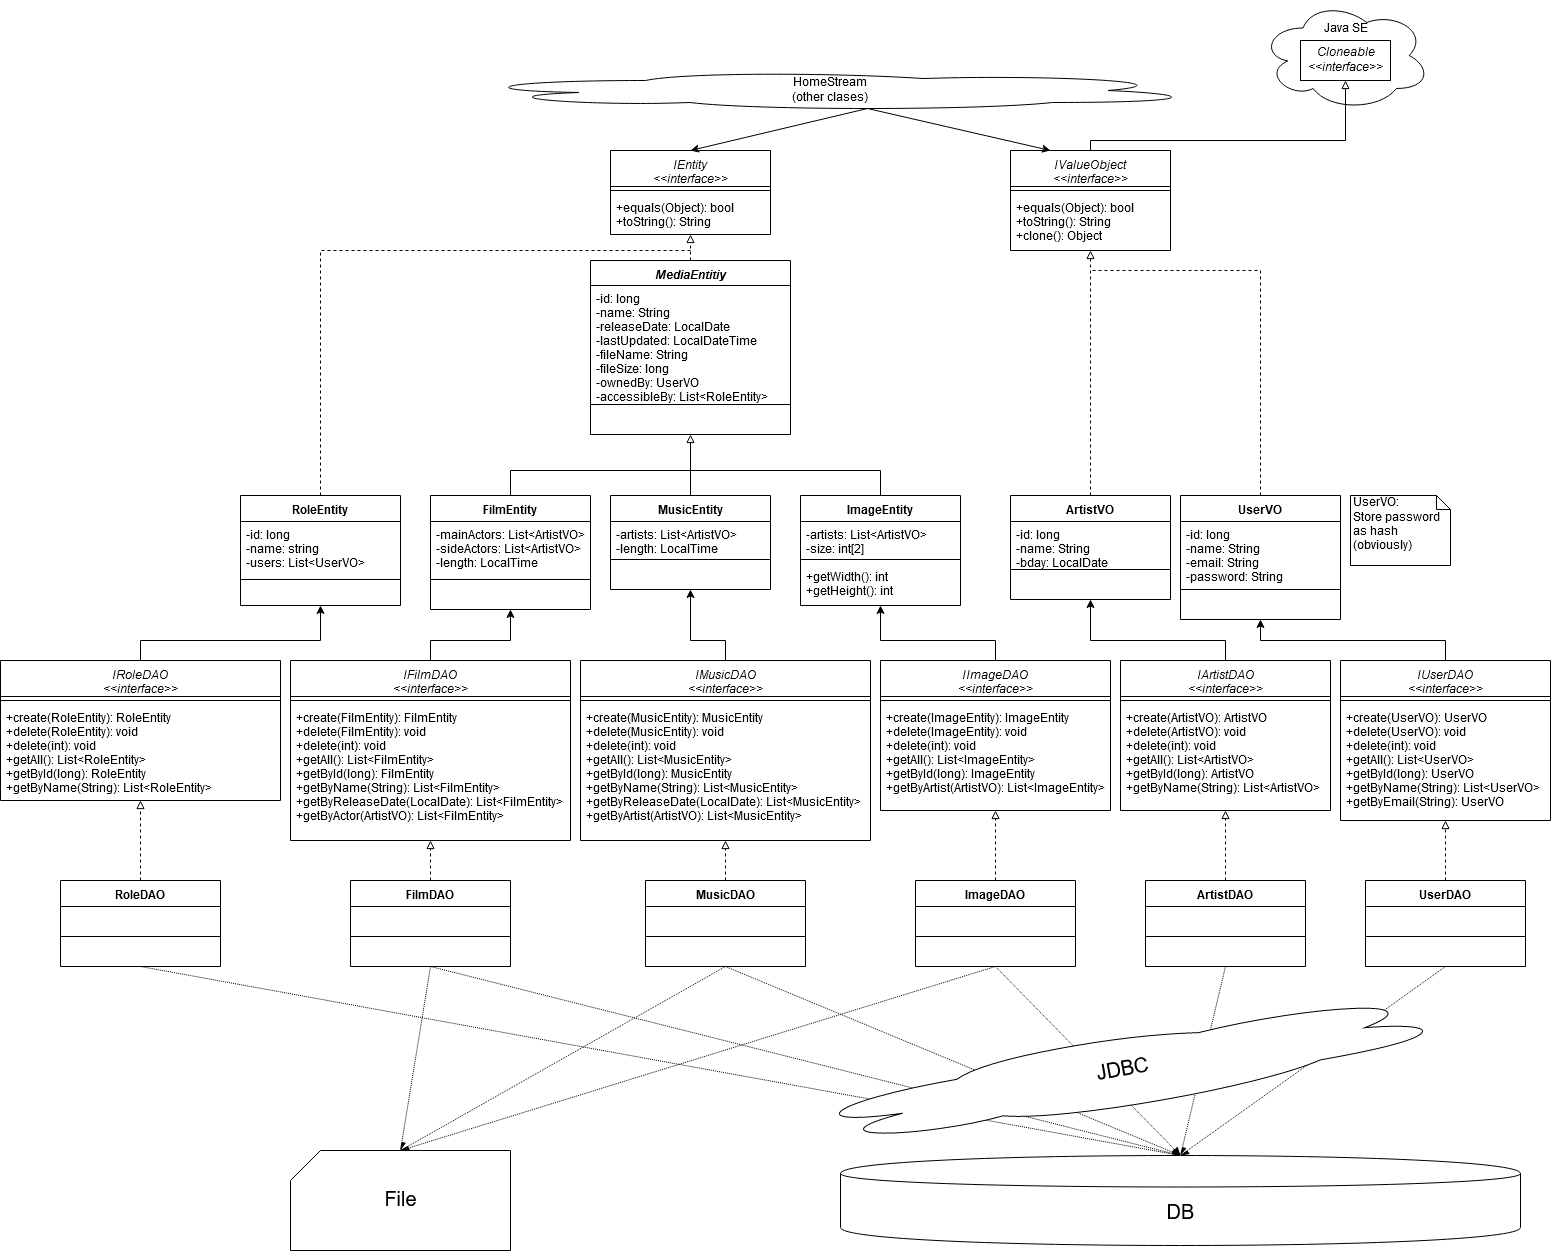 Java SE
Cloneable
<<interface>>
HomeStream
(other clases)
IEntity
<<interface>>
+equals(Object): bool
+toString(): String
IValueObject
<<interface>>
+equals(Object): bool
+toString(): String
+clone(): Object
MediaEntitiy
-id: long
-name: String
-releaseDate: LocalDate
-lastUpdated: LocalDateTime
-fileName: String
-fileSize: long
-ownedBy: UserVO
-accessibleBy: List<RoleEntity>
RoleEntity
-id: long
-name: string
-users: List<UserVO>
FilmEntity
-mainActors: List<ArtistVO>
-sideActors: List<ArtistVO>
-length: LocalTime
MusicEntity
-artists: List<ArtistVO>
-length: LocalTime
ImageEntity
-artists: List<ArtistVO>
-size: int[2]
+getWidth(): int
+getHeight(): int
ArtistVO
-id: long
-name: String
-bday: LocalDate
UserVO
-id: long
-name: String
-email: String
-password: String
UserVO:
Store password
as hash
(obviously)
IRoleDAO
<<interface>>
+create(RoleEntity): RoleEntity
+delete(RoleEntity): void
+delete(int): void
+getAll(): List<RoleEntity>
+getById(long): RoleEntity
+getByName(String): List<RoleEntity>
IFilmDAO
<<interface>>
+create(FilmEntity): FilmEntity
+delete(FilmEntity): void
+delete(int): void
+getAll(): List<FilmEntity>
+getById(long): FilmEntity
+getByName(String): List<FilmEntity>
+getByReleaseDate(LocalDate): List<FilmEntity>
+getByActor(ArtistVO): List<FilmEntity>
IMusicDAO
<<interface>>
+create(MusicEntity): MusicEntity
+delete(MusicEntity): void
+delete(int): void
+getAll(): List<MusicEntity>
+getById(long): MusicEntity
+getByName(String): List<MusicEntity>
+getByReleaseDate(LocalDate): List<MusicEntity>
+getByArtist(ArtistVO): List<MusicEntity>
IImageDAO
<<interface>>
+create(ImageEntity): ImageEntity
+delete(ImageEntity): void
+delete(int): void
+getAll(): List<ImageEntity>
+getById(long): ImageEntity
+getByArtist(ArtistVO): List<ImageEntity>
IArtistDAO
<<interface>>
+create(ArtistVO): ArtistVO
+delete(ArtistVO): void
+delete(int): void
+getAll(): List<ArtistVO>
+getById(long): ArtistVO
+getByName(String): List<ArtistVO>
IUserDAO
<<interface>>
+create(UserVO): UserVO
+delete(UserVO): void
+delete(int): void
+getAll(): List<UserVO>
+getById(long): UserVO
+getByName(String): List<UserVO>
+getByEmail(String): UserVO
RoleDAO
FilmDAO
MusicDAO
ImageDAO
ArtistDAO
UserDAO
JDBC
File
DB